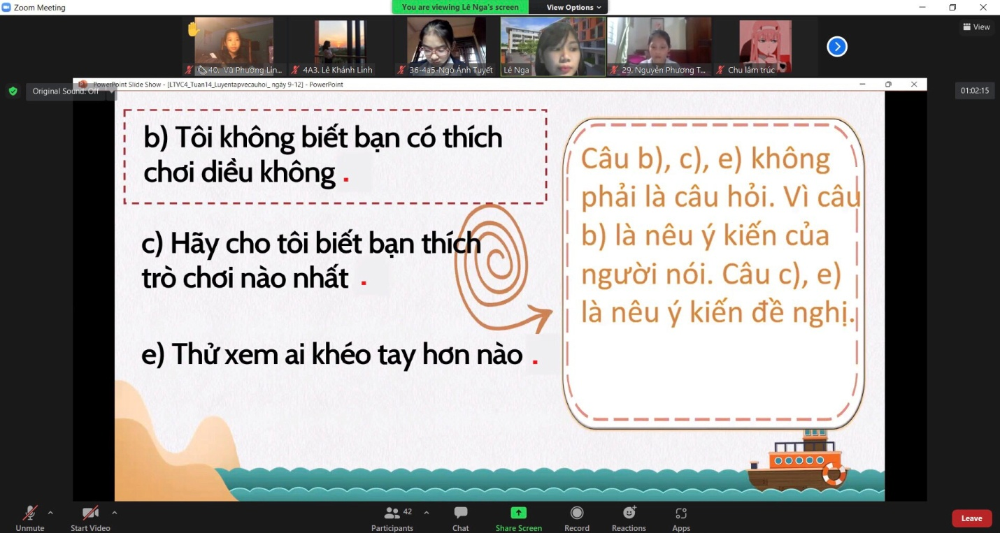 Zoom Meeting
You are viewing Lê Nga's screen
View Options
View
40. Vũ Phương Lin...
4A3. Lê Khánh Linh
36-4a5-Ngô Ánh Tuyết
Lê Nga
29. Nguyễn Phương T...
Chu lâm trúc
Original Sound: Off
PowerPoint Slide Show - [LTVC4_Tuan14_Luyentapvecauhoi_ ngày 9-12] - PowerPoint
01:02:15
b) Tôi không biết bạn có thích
chơi diều không .
c) Hãy cho tôi biết bạn thích
trò chơi nào nhất .
e) Thử xem ai khéo tay hơn nào .
Câu b), c), e) không
phải là câu hỏi. Vì câu
b) là nêu ý kiến của
người nói. Câu c), e)
là nêu ý kiến đề nghị.
Unmute
Start Video
Participants
42
Chat
Share Screen
Record
Reactions
Apps
Leave